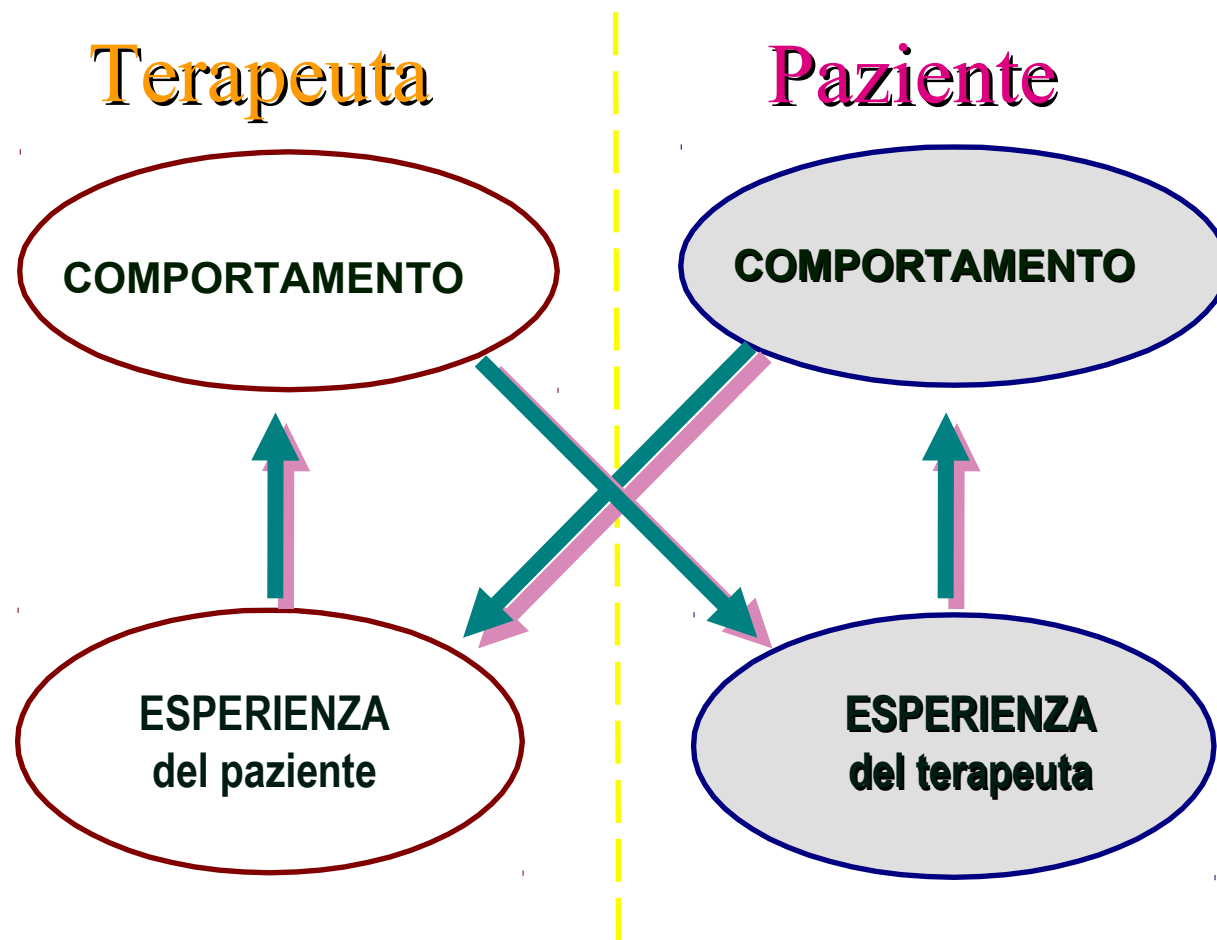 Terapeuta
Paziente
COMPORTAMENTO
COMPORTAMENTO
ESPERIENZA
del paziente
ESPERIENZA
del terapeuta